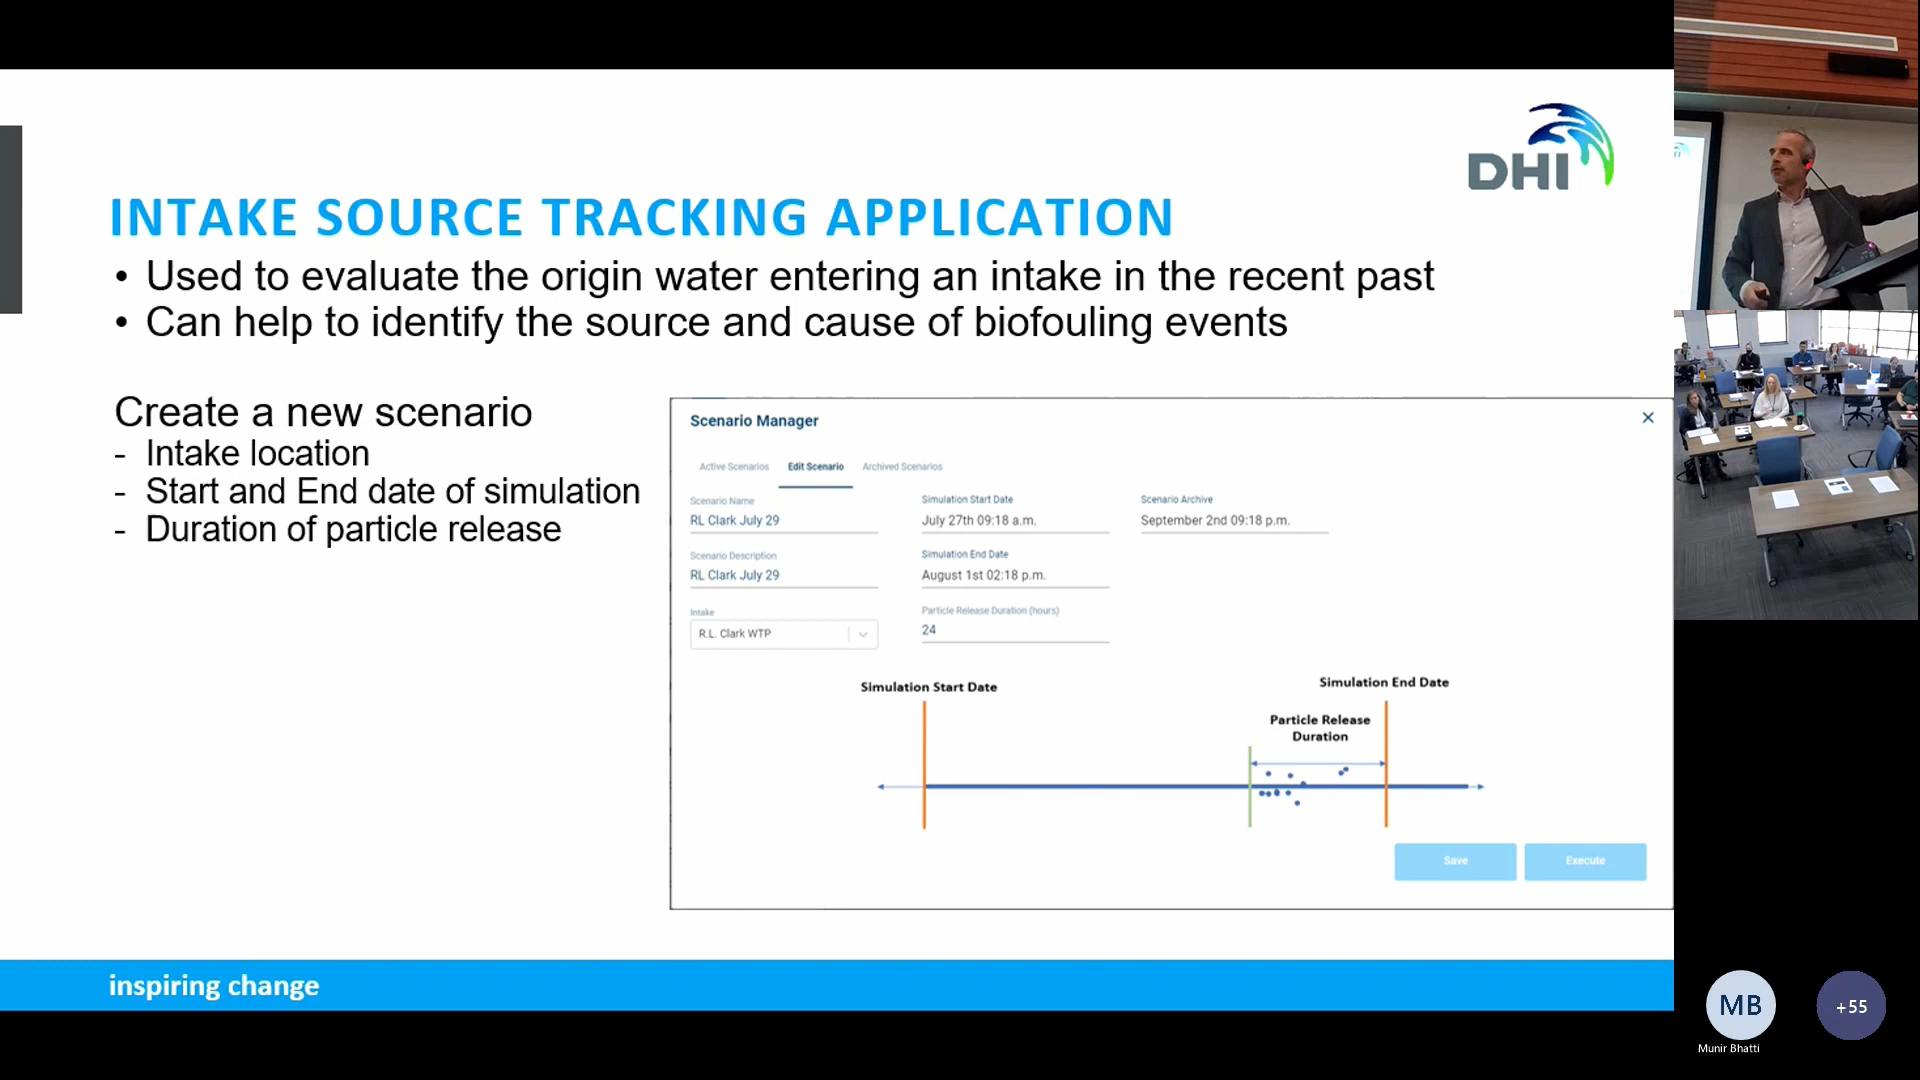 DHI
INTAKE SOURCE TRACKING APPLICATION
• Used to evaluate the origin water entering an intake in the recent past
• Can help to identify the source and cause of biofouling events
Create a new scenario
- Intake location
- Start and End date of simulation
- Duration of particle release
Scenario Manager
Active Scenarios Edit Scenario Archived Scenarios
Scenario Name
RL Clark July 29
Scenario Description
RL Clark July 29
Intake
R.L. Clark WTP
Simulation Start Date
July 27th 09:18 a.m.
Simulation End Date
August 1st 02:18 p.m.
Particle Release Duration (hours)
24
Scenario Archive
September 2nd 09:18 p.m.
Simulation Start Date
Simulation End Date
Particle Release
Duration
Save
Execute
inspiring change
MB
Munir Bhatti
+55